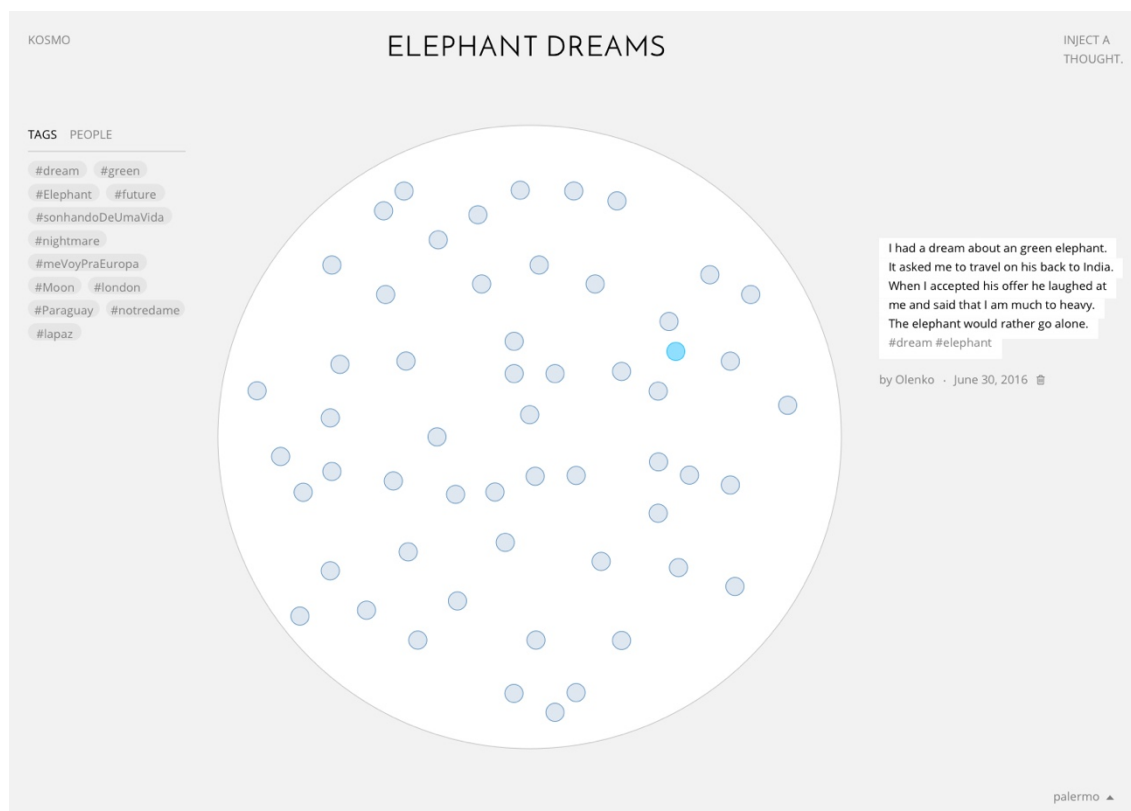 KOSMO
ELEPHANT DREAMS
INJECT A
THOUGHT.
TAGS PEOPLE
#dream #green
#Elephant #future
#sonhandoDeUmaVida
#nightmare
#meVoyPraEuropa
#Moon #london
#Paraguay #notredame
#lapaz
I had a dream about an green elephant.
It asked me to travel on his back to India.
When I accepted his offer he laughed at
me and said that I am much to heavy.
The elephant would rather go alone.
#dream #elephant
by Olenko · June 30, 2016
palermo